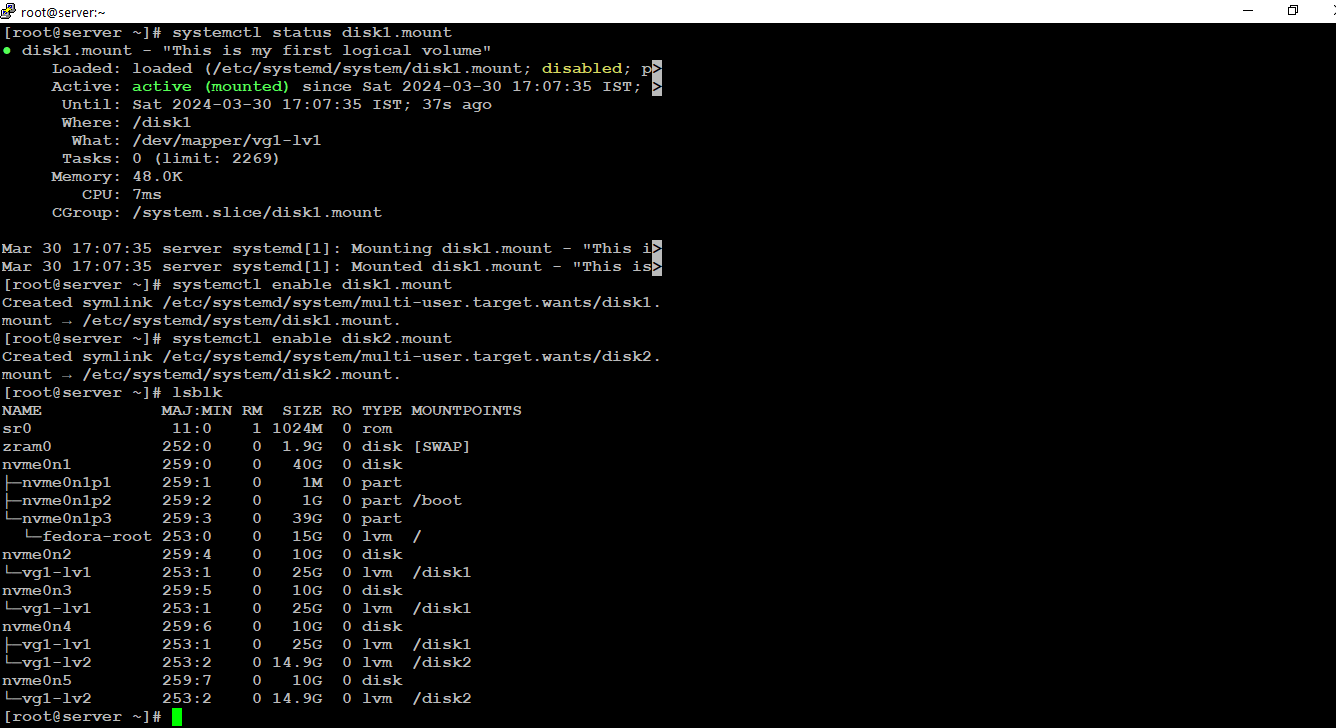 root@server:~
[root@server ~]# systemctl status disk1.mount
● disk1.mount - "This is my first logical volume"
     Loaded: loaded (/etc/systemd/system/disk1.mount; disabled; p>
     Active: active (mounted) since Sat 2024-03-30 17:07:35 IST; >
      Until: Sat 2024-03-30 17:07:35 IST; 37s ago
      Where: /disk1
       What: /dev/mapper/vg1-lv1
      Tasks: 0 (limit: 2269)
     Memory: 48.0K
        CPU: 7ms
     CGroup: /system.slice/disk1.mount

Mar 30 17:07:35 server systemd[1]: Mounting disk1.mount - "This i>
Mar 30 17:07:35 server systemd[1]: Mounted disk1.mount - "This is>
[root@server ~]# systemctl enable disk1.mount
Created symlink /etc/systemd/system/multi-user.target.wants/disk1.
mount → /etc/systemd/system/disk1.mount.
[root@server ~]# systemctl enable disk2.mount
Created symlink /etc/systemd/system/multi-user.target.wants/disk2.
mount → /etc/systemd/system/disk2.mount.
[root@server ~]# lsblk
NAME            MAJ:MIN RM  SIZE RO TYPE MOUNTPOINTS
sr0              11:0    1 1024M  0 rom
zram0           252:0    0  1.9G  0 disk [SWAP]
nvme0n1         259:0    0   40G  0 disk
├─nvme0n1p1     259:1    0    1M  0 part
├─nvme0n1p2     259:2    0    1G  0 part /boot
└─nvme0n1p3     259:3    0   39G  0 part
  └─fedora-root 253:0    0   15G  0 lvm  /
nvme0n2         259:4    0   10G  0 disk
└─vg1-lv1       253:1    0   25G  0 lvm  /disk1
nvme0n3         259:5    0   10G  0 disk
└─vg1-lv1       253:1    0   25G  0 lvm  /disk1
nvme0n4         259:6    0   10G  0 disk
├─vg1-lv1       253:1    0   25G  0 lvm  /disk1
└─vg1-lv2       253:2    0 14.9G  0 lvm  /disk2
nvme0n5         259:7    0   10G  0 disk
└─vg1-lv2       253:2    0 14.9G  0 lvm  /disk2
[root@server ~]#